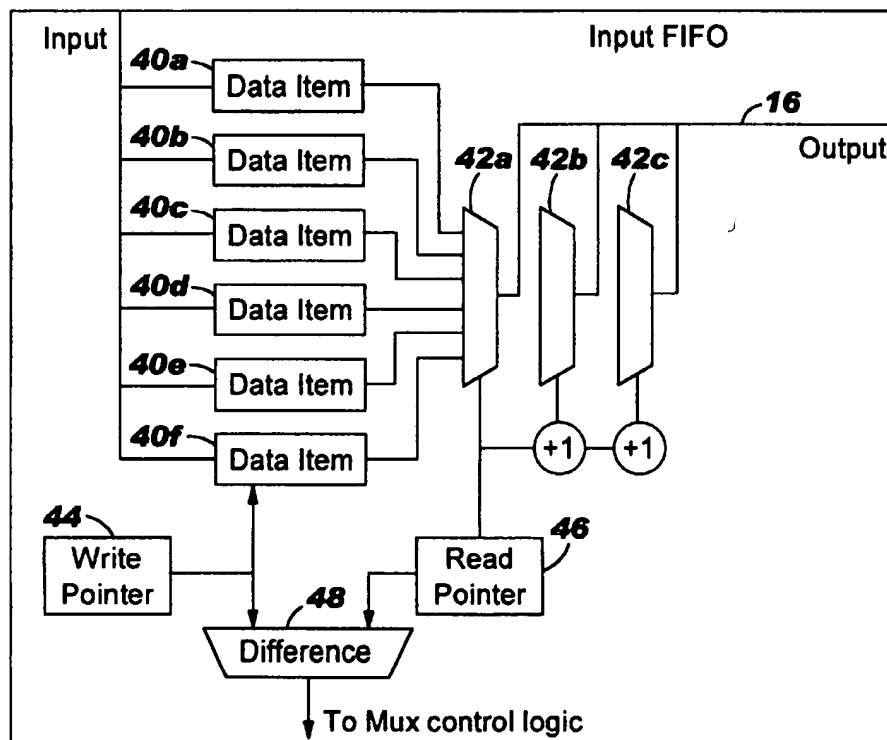 Input
Input FIFO
40a
Data Item
16
Output
40b
Data Item
42a
42b
42c
40c
Data Item
40d
Data Item
40e
Data Item
40f
Data Item
+1
+1
44
Write
Pointer
46
Read
Pointer
48
Difference
To Mux control logic